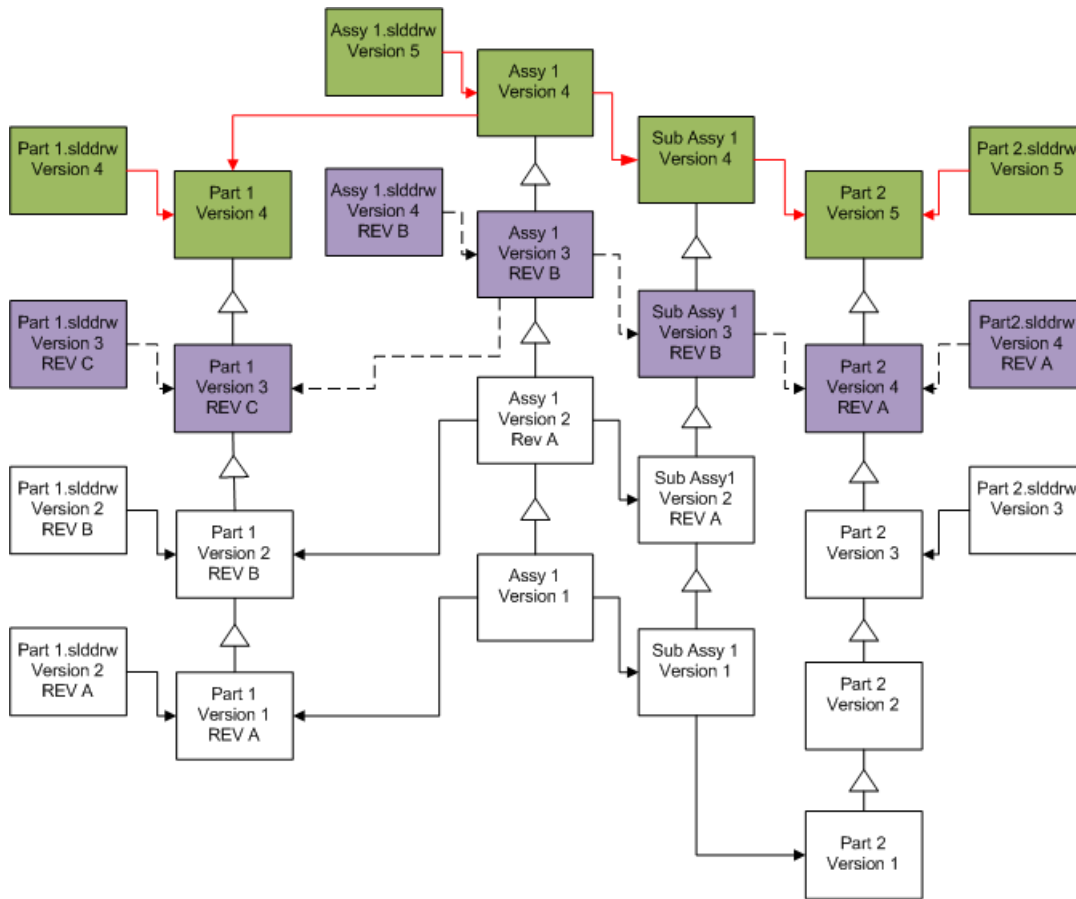 Assy 1.slddrw
Version 5
Assy 1
Version 4
Part 1.slddrw
Version 4
Sub Assy 1
Version 4
Part 2.slddrw
Version 5
Part 1
Version 4
Assy 1.slddrw
Version 4
REV B
Part 2
Version 5
Assy 1
Version 3
REV B
Part 1.slddrw
Version 3
REV C
Sub Assy 1
Version 3
REV B
Part2.slddrw
Version 4
REV A
Part 1
Version 3
REV C
Part 2
Version 4
REV A
Assy 1
Version 2
Rev A
Part 1.slddrw
Version 2
REV B
Sub Assy1
Version 2
REV A
Part 2.slddrw
Version 3
Part 1
Version 2
REV B
Part 2
Version 3
Assy 1
Version 1
Part 1.slddrw
Version 2
REV A
Sub Assy 1
Version 1
Part 1
Version 1
REV A
Part 2
Version 2
Part 2
Version 1